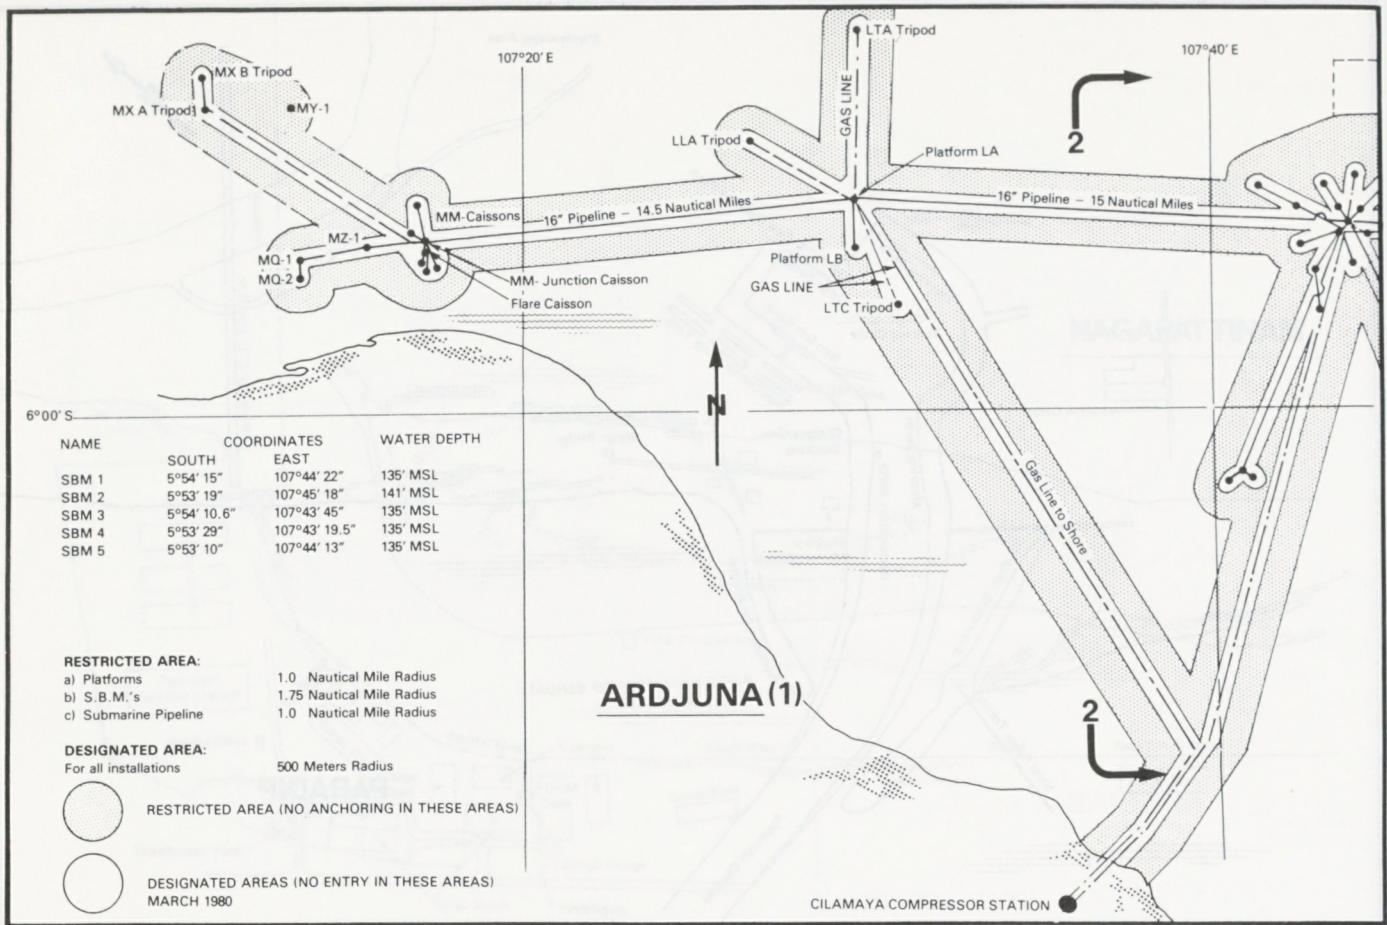 107°20' E
107°40' E
LTA Tripod
MX B Tripod
MX A Tripod
MY-1
GAS LINE
2
LLA Tripod
Platform LA
MM-Caissons
16" Pipeline – 14.5 Nautical Miles
16" Pipeline – 15 Nautical Miles
MZ-1
MQ-1
MQ-2
Platform LB
MM- Junction Caisson
GAS LINE
Flare Caisson
LTC Tripod
N
6°00' S
NAME COORDINATES WATER DEPTH
SOUTH EAST
SBM 1 5°54' 15" 107°44' 22" 135' MSL
SBM 2 5°53' 19" 107°45' 18" 141' MSL
SBM 3 5°54' 10.6" 107°43' 45" 135' MSL
SBM 4 5°53' 29" 107°43' 19.5" 135' MSL
SBM 5 5°53' 10" 107°44' 13" 135' MSL
Gas Line to Shore
RESTRICTED AREA:
a) Platforms 1.0 Nautical Mile Radius
b) S.B.M.'s 1.75 Nautical Mile Radius
c) Submarine Pipeline 1.0 Nautical Mile Radius
ARDJUNA (1)
2
DESIGNATED AREA:
For all installations 500 Meters Radius
RESTRICTED AREA (NO ANCHORING IN THESE AREAS)
DESIGNATED AREAS (NO ENTRY IN THESE AREAS)
MARCH 1980
CILAMAYA COMPRESSOR STATION